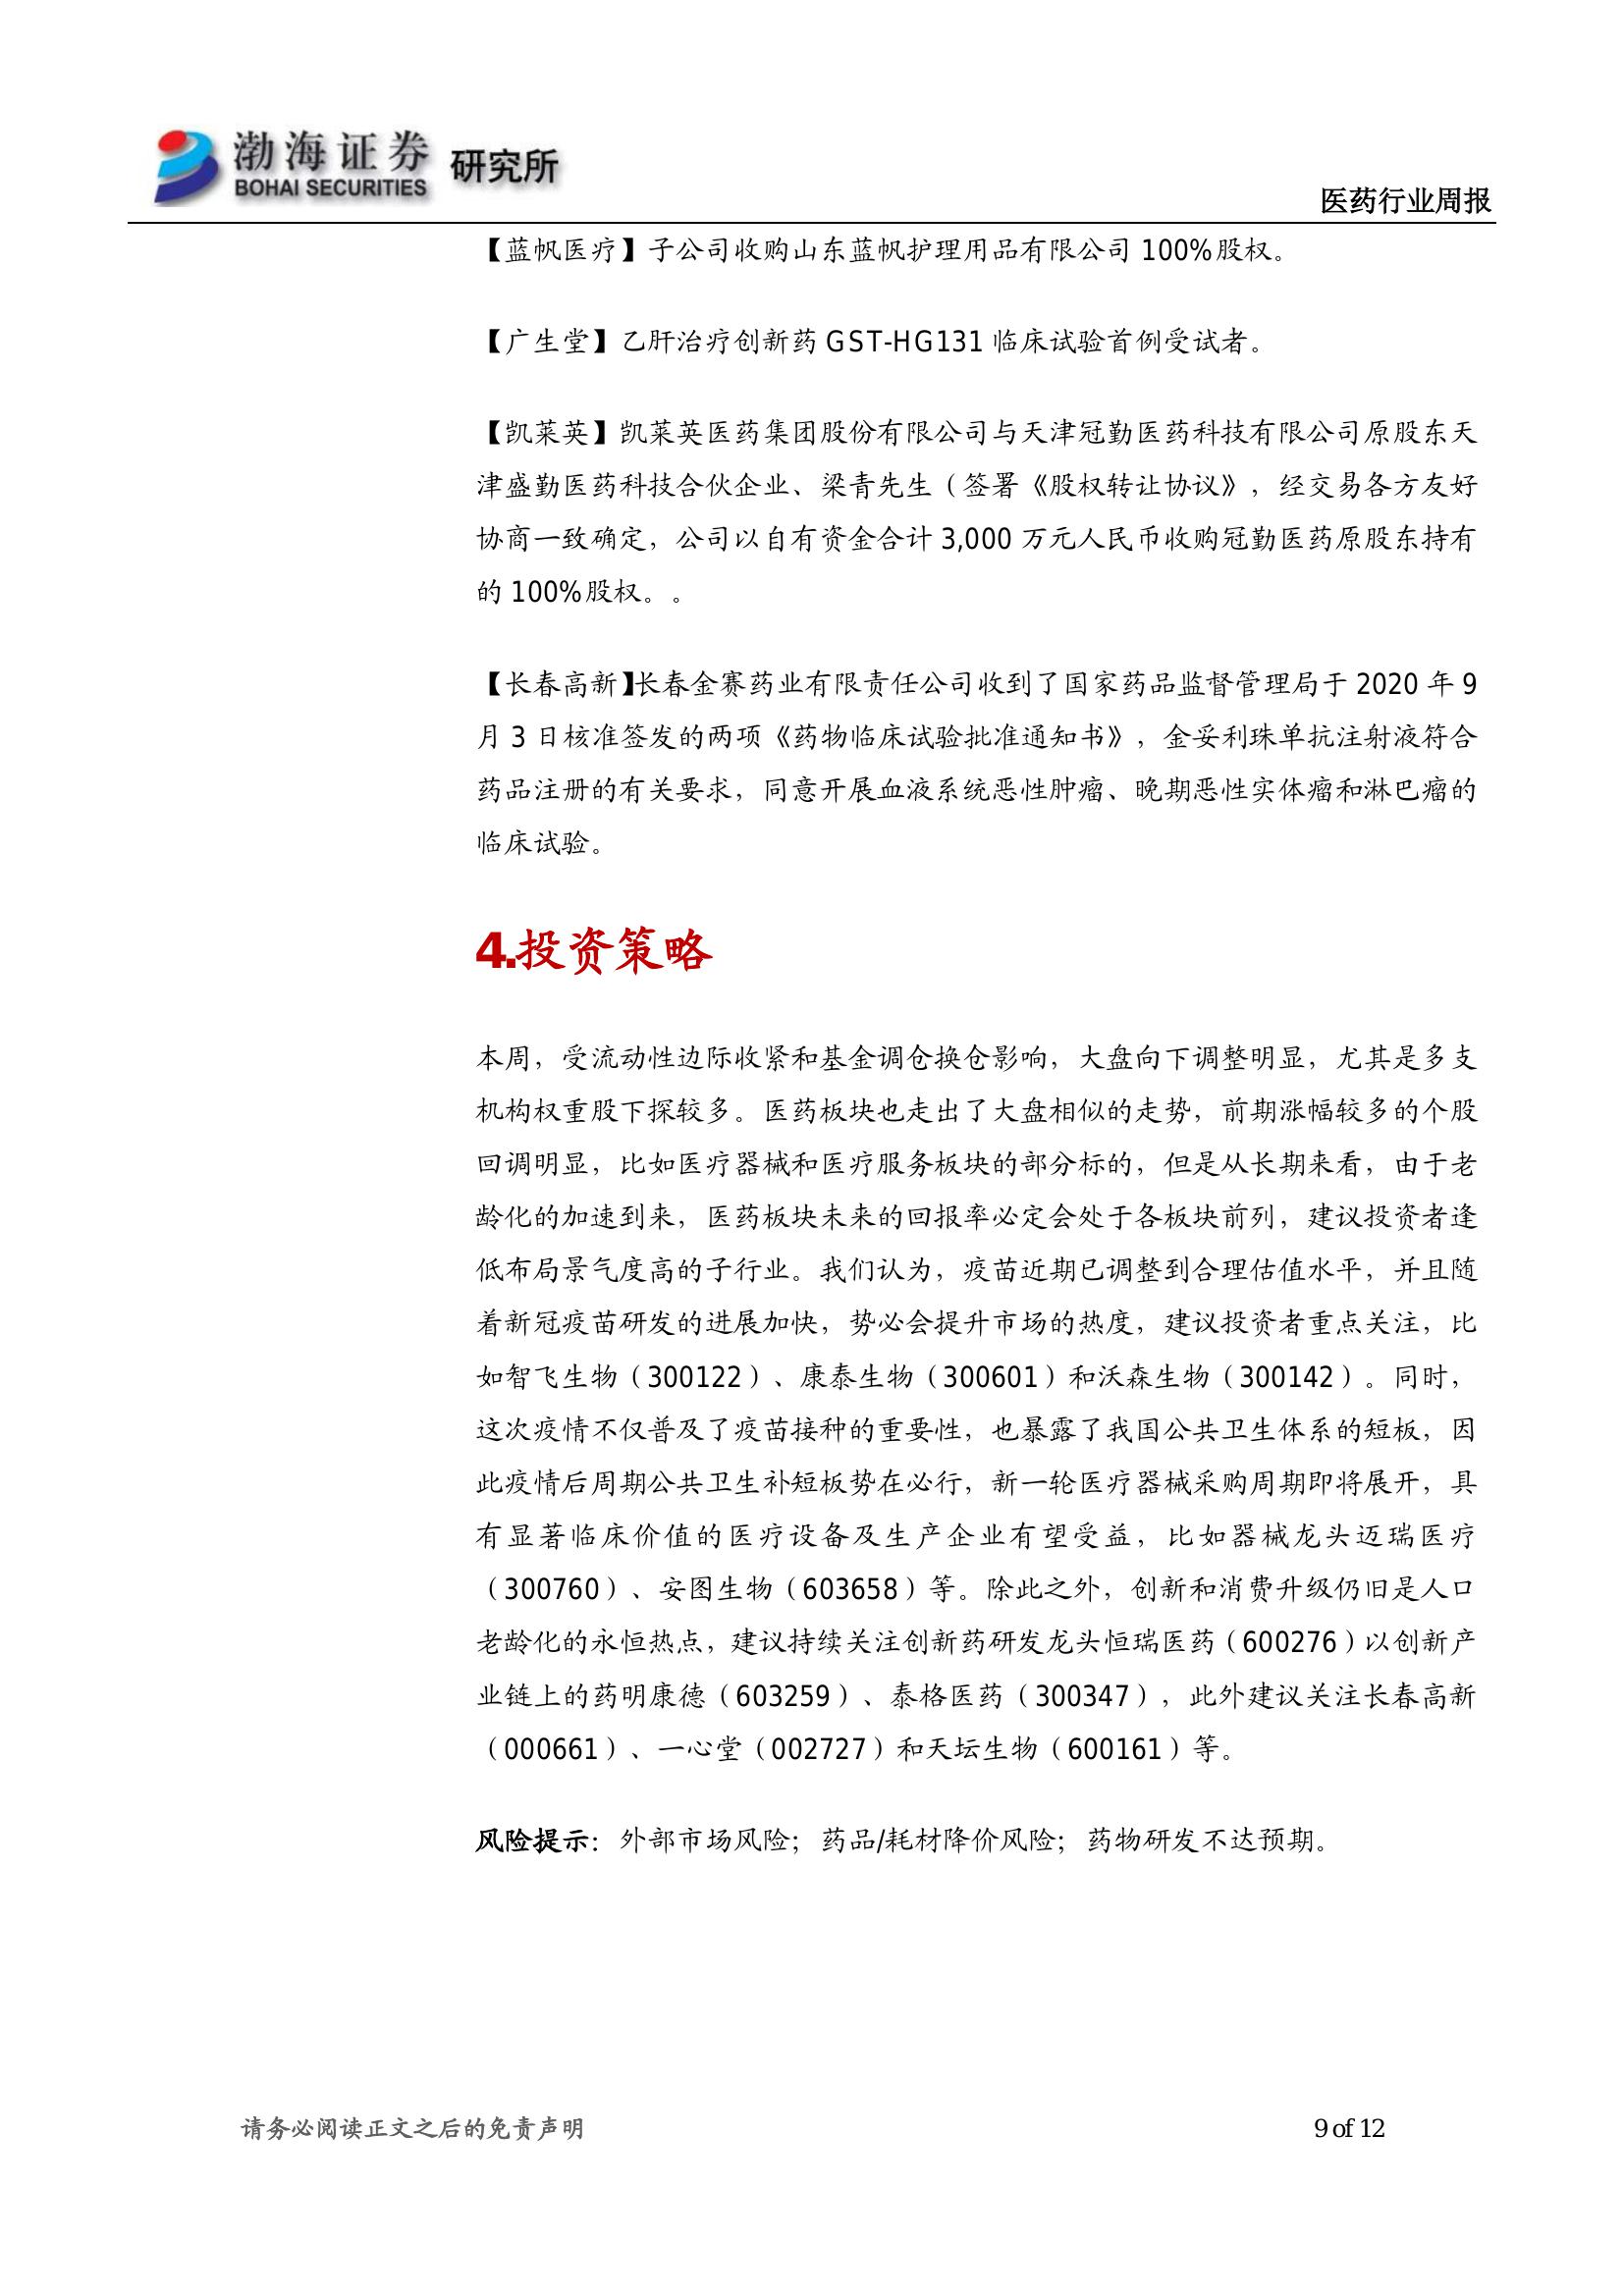 渤海证券 研究所
BOHAI SECURITIES
医药行业周报
【蓝帆医疗】子公司收购山东蓝帆护理用品有限公司 100%股权。
【广生堂】乙肝治疗创新药 GST-HG131 临床试验首例受试者。
【凯莱英】凯莱英医药集团股份有限公司与天津冠勤医药科技有限公司原股东天
津盛勤医药科技合伙企业、梁青先生（签署《股权转让协议》，经交易各方友好
协商一致确定，公司以自有资金合计 3,000 万元人民币收购冠勤医药原股东持有
的 100%股权。。
【长春高新】长春金赛药业有限责任公司收到了国家药品监督管理局于 2020 年 9
月 3 日核准签发的两项《药物临床试验批准通知书》，金妥利珠单抗注射液符合
药品注册的有关要求，同意开展血液系统恶性肿瘤、晚期恶性实体瘤和淋巴瘤的
临床试验。
4.投资策略
本周，受流动性边际收紧和基金调仓换仓影响，大盘向下调整明显，尤其是多支
机构权重股下探较多。医药板块也走出了大盘相似的走势，前期涨幅较多的个股
回调明显，比如医疗器械和医疗服务板块的部分标的，但是从长期来看，由于老
龄化的加速到来，医药板块未来的回报率必定会处于各板块前列，建议投资者逢
低布局景气度高的子行业。我们认为，疫苗近期已调整到合理估值水平，并且随
着新冠疫苗研发的进展加快，势必会提升市场的热度，建议投资者重点关注，比
如智飞生物（300122）、康泰生物（300601）和沃森生物（300142）。同时，
这次疫情不仅普及了疫苗接种的重要性，也暴露了我国公共卫生体系的短板，因
此疫情后周期公共卫生补短板势在必行，新一轮医疗器械采购周期即将展开，具
有显著临床价值的医疗设备及生产企业有望受益，比如器械龙头迈瑞医疗
（300760）、安图生物（603658）等。除此之外，创新和消费升级仍旧是人口
老龄化的永恒热点，建议持续关注创新药研发龙头恒瑞医药（600276）以创新产
业链上的药明康德（603259）、泰格医药（300347），此外建议关注长春高新
（000661）、一心堂（002727）和天坛生物（600161）等。
风险提示：外部市场风险；药品/耗材降价风险；药物研发不达预期。
请务必阅读正文之后的免责声明
9 of 12